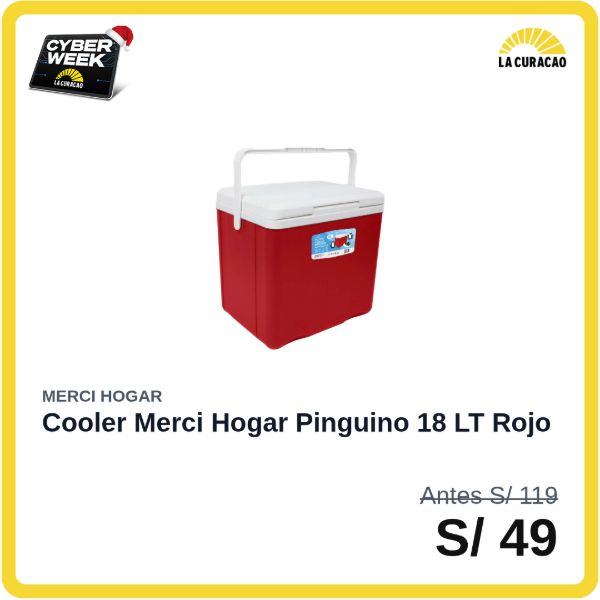 CYBER
WEEK
LA CURACAO
LA CURACAO
MERCI HOGAR
Cooler Merci Hogar Pinguino 18 LT Rojo
Antes S/ 119
S/ 49